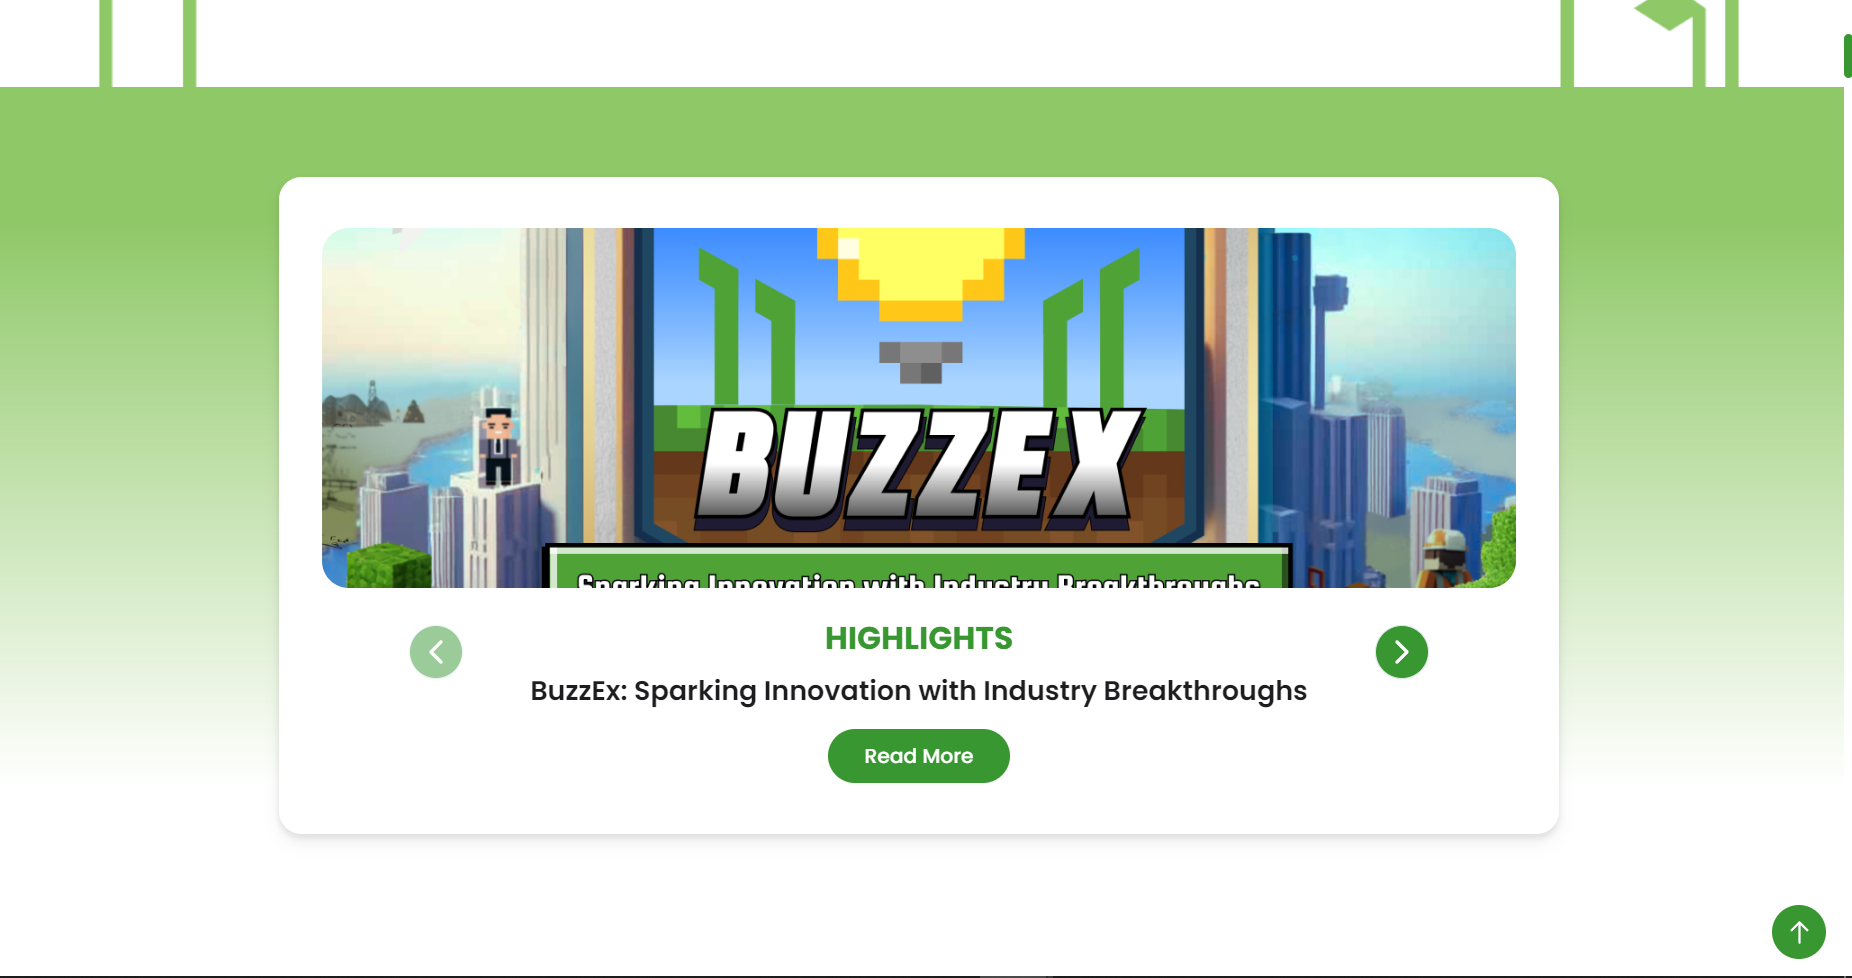 BUZZEX
Sparking Innovation with Industry Breakthroughs
HIGHLIGHTS
BuzzEx: Sparking Innovation with Industry Breakthroughs
Read More